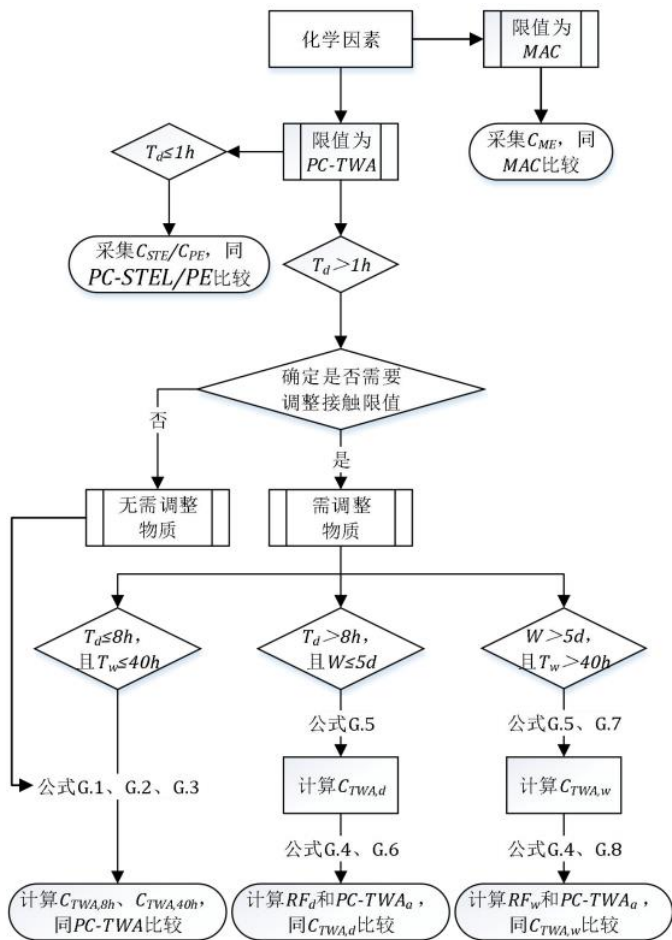 化学因素
限值为
MAC
采集C_ME，同
MAC比较
限值为
PC-TWA
T_d≤1h
采集C_STE/C_PE，同
PC-STEL/PE比较
T_d＞1h
确定是否需要
调整接触限值
否
是
无需调整
物质
需调整
物质
T_d≤8h，
且T_w≤40h
T_d＞8h，
且W≤5d
W＞5d，
且T_w＞40h
公式G.5
公式G.5、G.7
公式G.1、G.2、G.3
计算C_TWA,d
计算C_TWA,w
公式G.4、G.6
公式G.4、G.8
计算C_TWA,8h、C_TWA,40h，
同PC-TWA比较
计算RF_d和PC-TWA_a，
同C_TWA,d比较
计算RF_w和PC-TWA_a，
同C_TWA,w比较